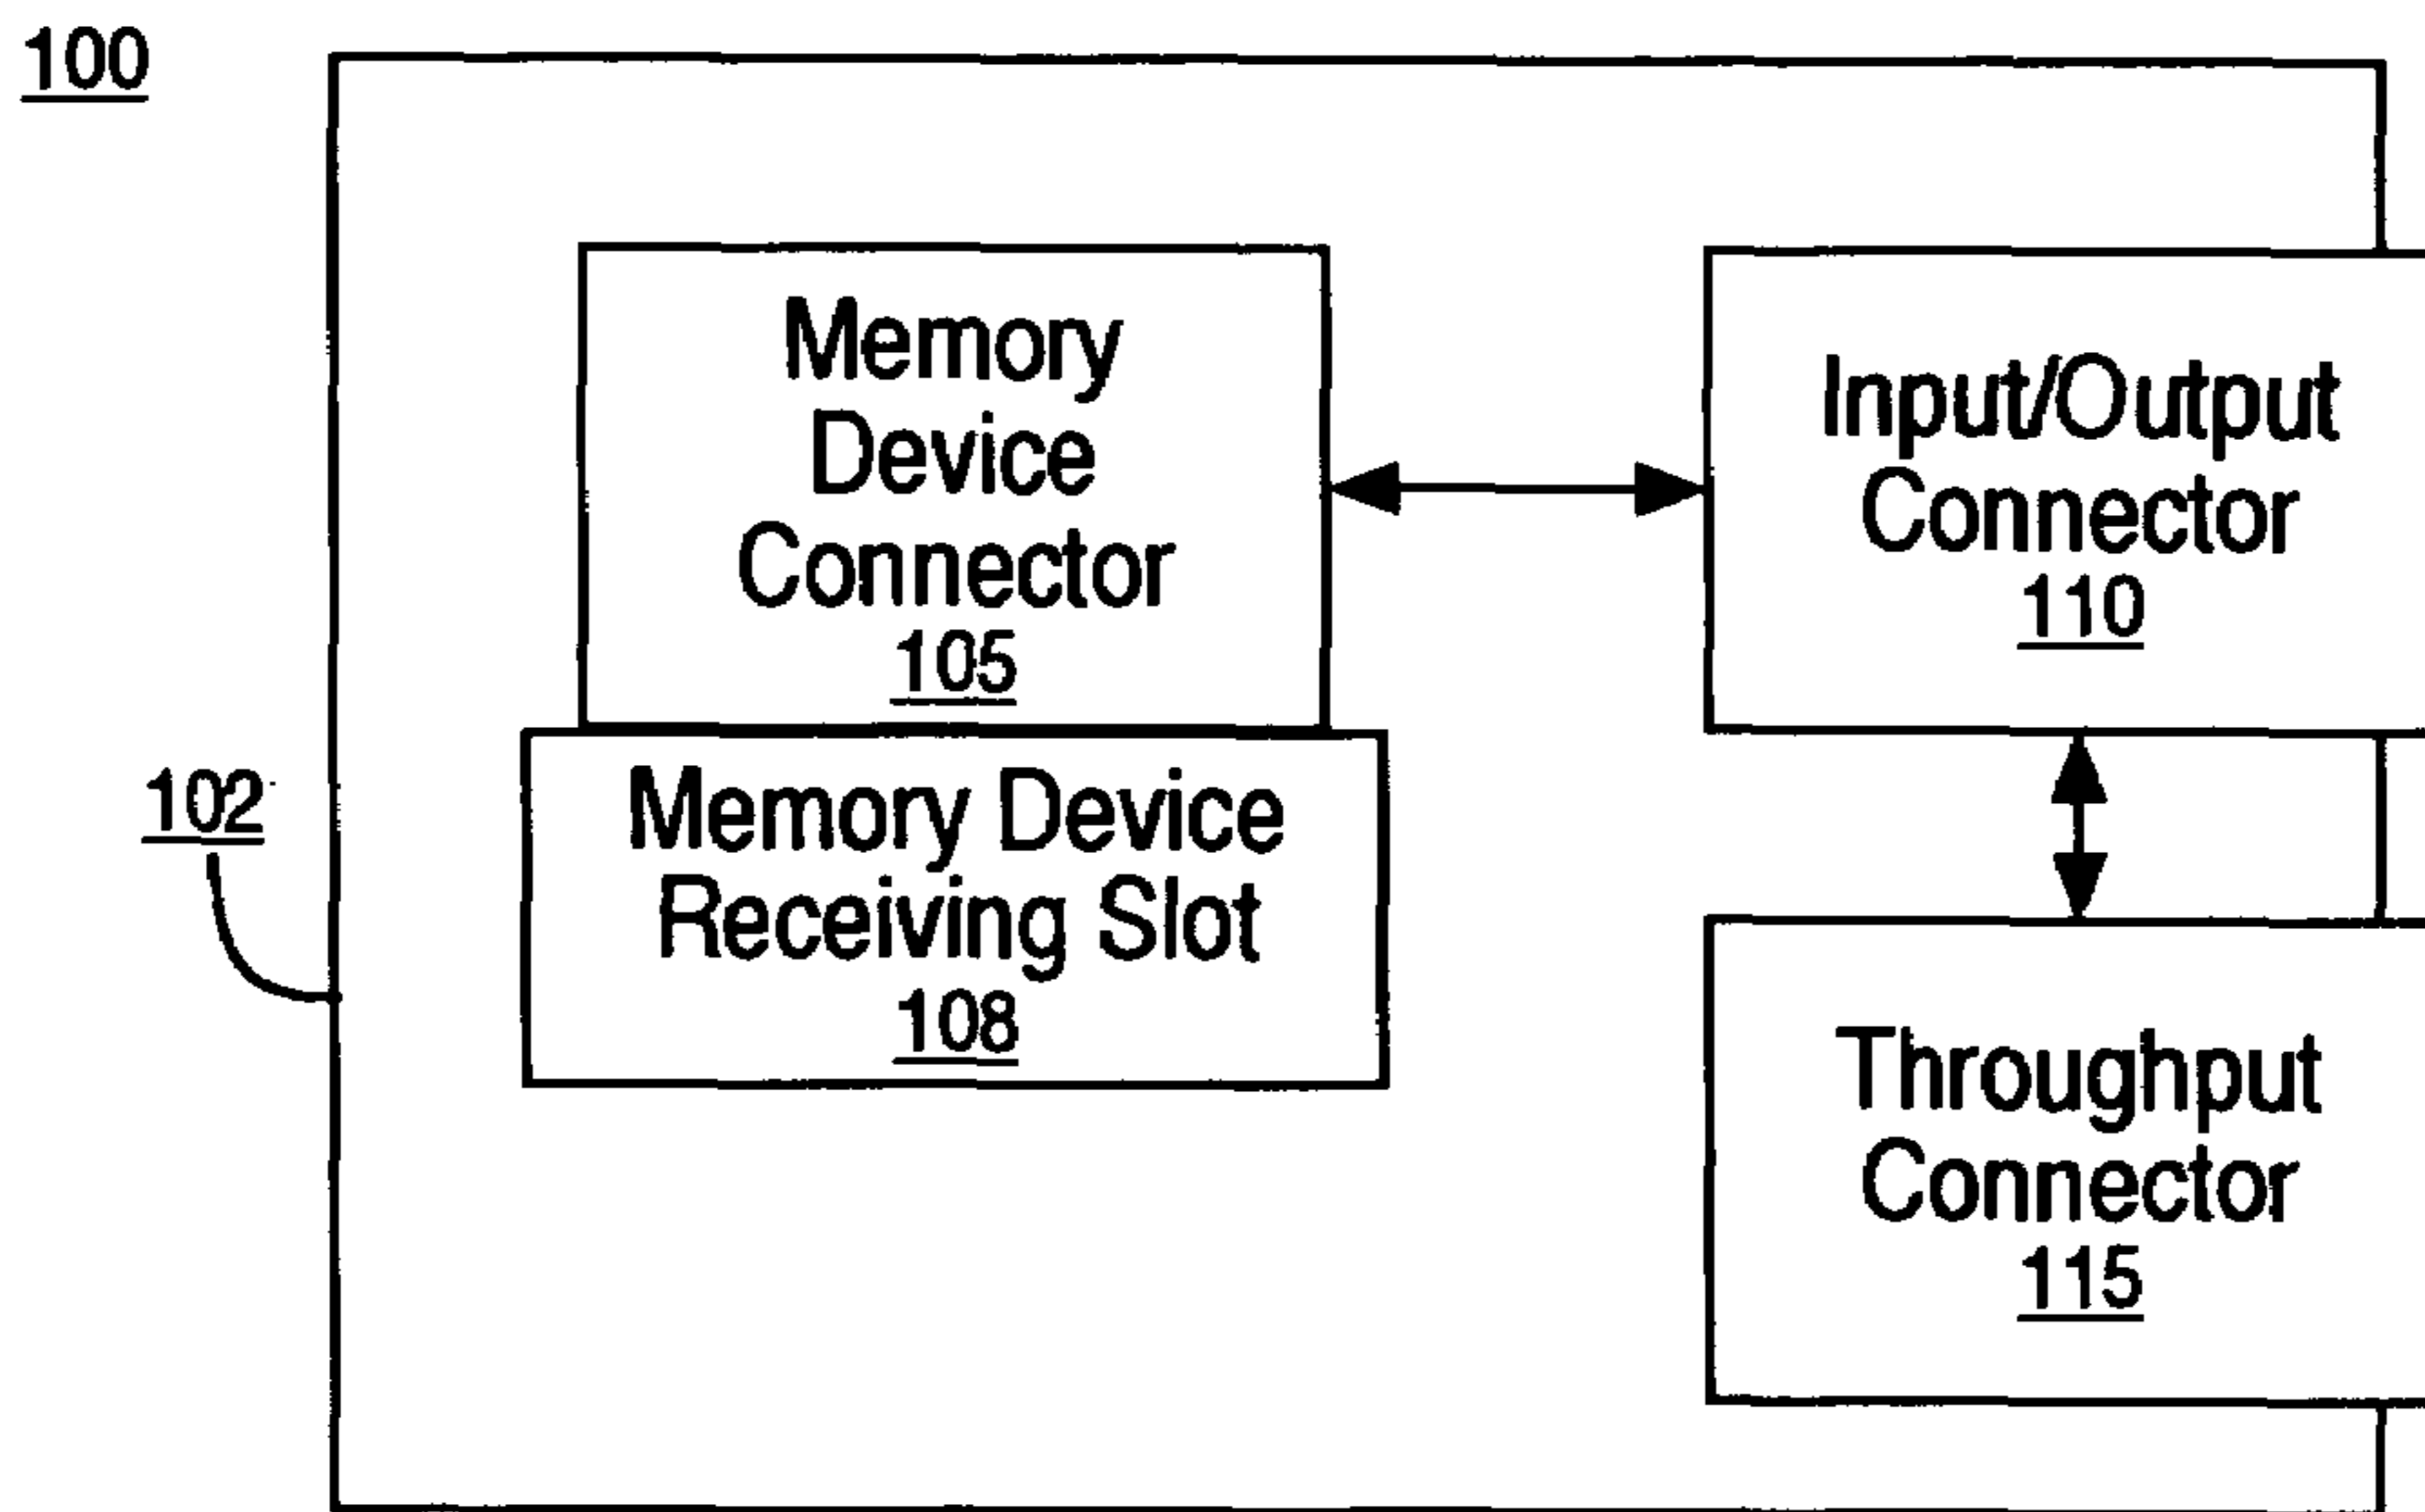 100
Memory
Device
Connector
105
Input/Output
Connector
110
102
Memory Device
Receiving Slot
108
Throughput
Connector
115